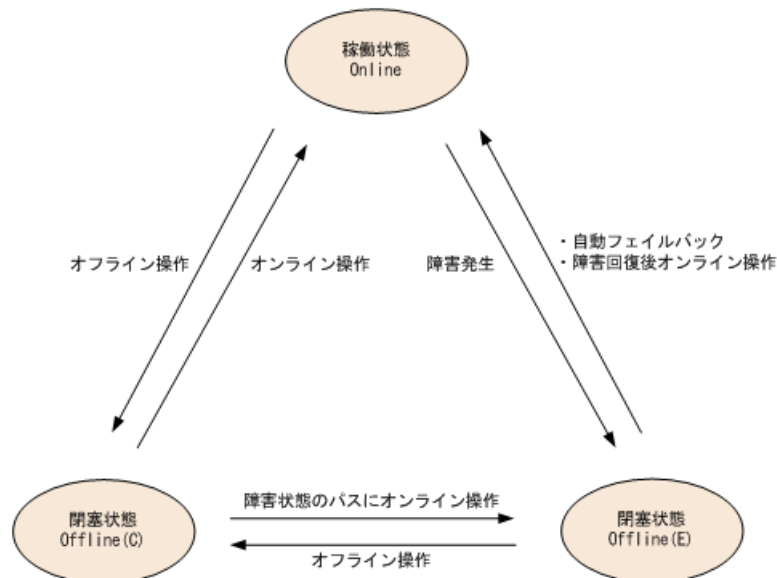 稼働状態
Online
オフライン操作
オンライン操作
障害発生
・自動フェイルバック
・障害回復後オンライン操作
閉塞状態
Offline(C)
障害状態のパスにオンライン操作
オフライン操作
閉塞状態
Offline(E)